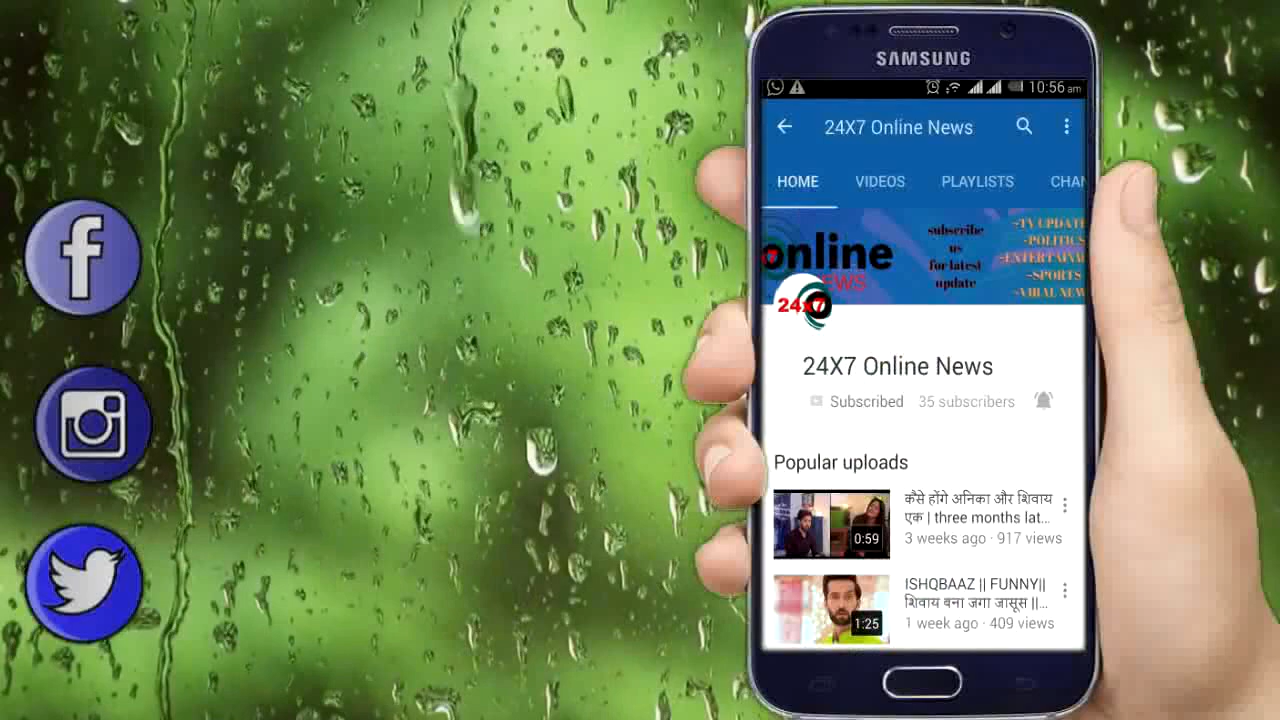 SAMSUNG
10:56 am
24X7 Online News
HOME VIDEOS PLAYLISTS CHAN
online
NEWS
subscribe
us
for latest
update
~TV UPDATE
~POLITICS
~ENTERTAINM
~SPORTS
~VIRAL NEW
24x7
24X7 Online News
Subscribed 35 subscribers
Popular uploads
कैसे होंगे अनिका और शिवाय
एक | three months lat...
0:59
3 weeks ago · 917 views
ISHQBAAZ || FUNNY||
शिवाय बना जगा जासूस ||...
1:25
1 week ago · 409 views